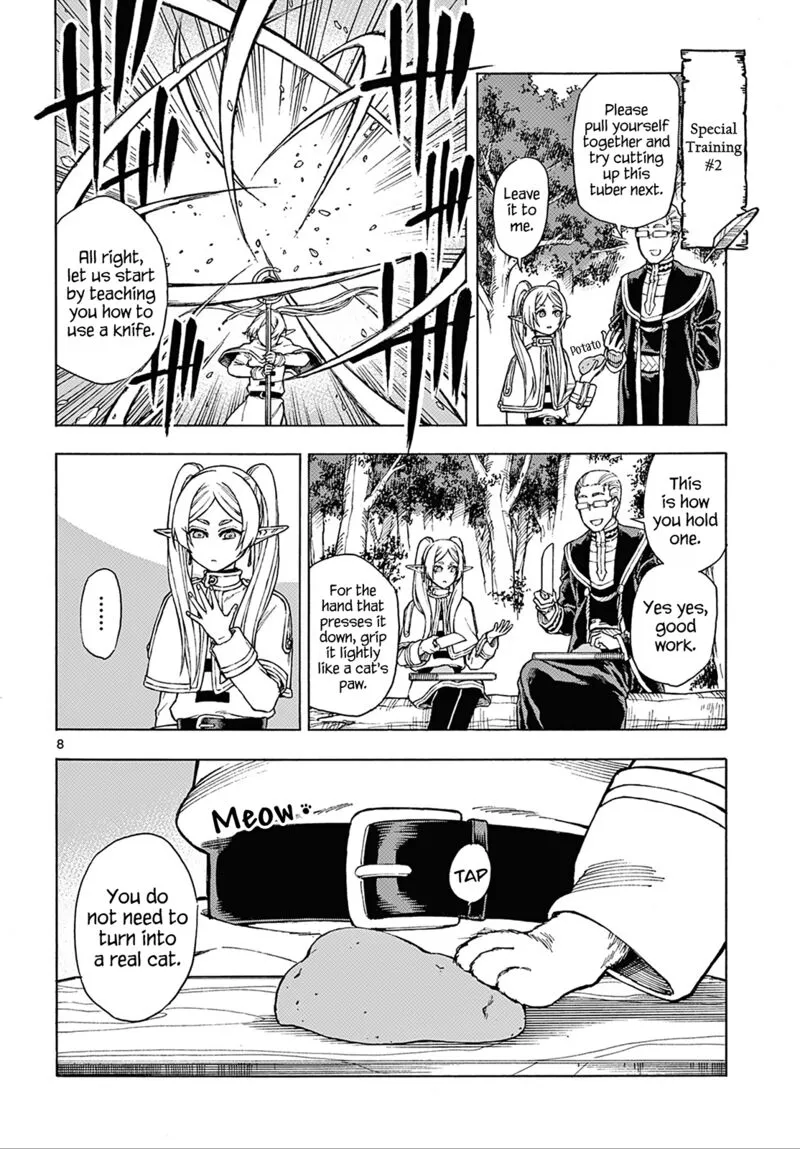 Special
Training
#2
Please
pull yourself
together and
try cutting
up this
tuber next.
Leave
it to
me.
Potato
All right,
let us start
by teaching
you how to
use a knife.
This
is how
you hold
one.
Yes yes,
good
work.
For the
hand that
presses it
down, grip
it lightly
like a cat's
paw.
......
8
Meow
TAP
You do
not need to
turn into
a real cat.